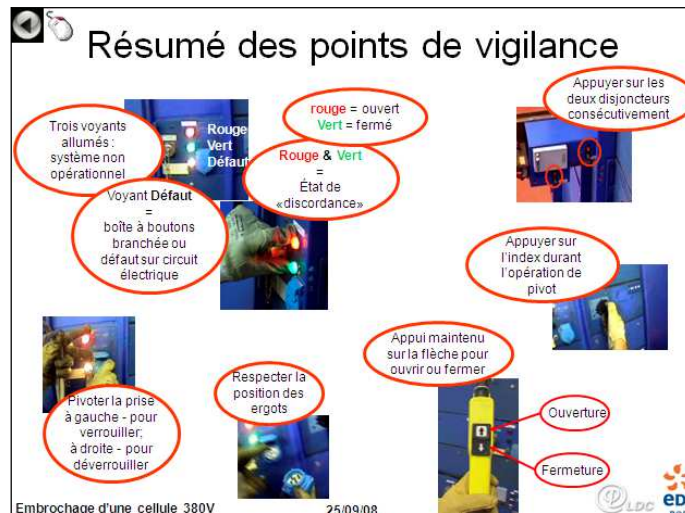 Résumé des points de vigilance
Trois voyants
allumés :
système non
opérationnel
Rouge
Vert
Défaut
rouge = ouvert
Vert = fermé
Appuyer sur les
deux disjoncteurs
consécutivement
Voyant Défaut
=
boîte à boutons
branchée ou
défaut sur circuit
électrique
Rouge & Vert
=
État de
«discordance»
Appuyer sur
l'index durant
l'opération de
pivot
Pivoter la prise
à gauche - pour
verrouiller;
à droite - pour
déverrouiller
Respecter la
position des
ergots
Appui maintenu
sur la flèche pour
ouvrir ou fermer
Ouverture
Fermeture
Embrochage d'une cellule 380V
25/09/08
LDC